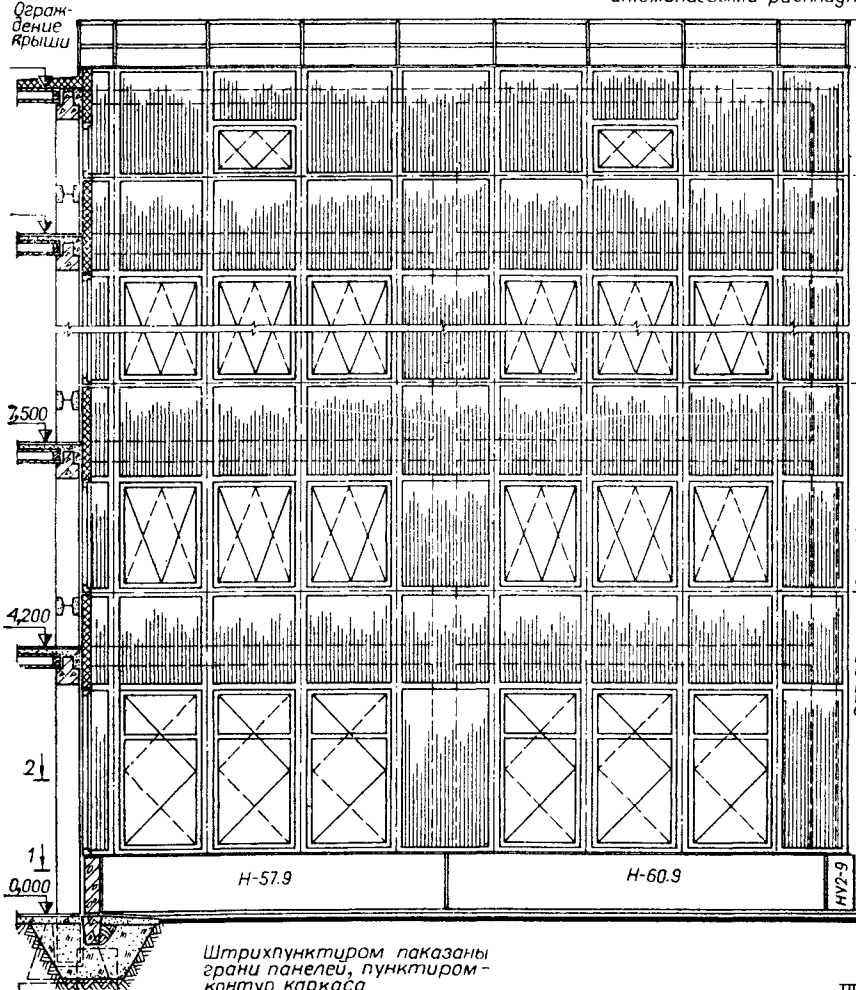 Ограж-
дение
крыши
7,500
4,200
2
1
0,000
Н-57.9
Н-60.9
НУ2-9
Штрихпунктиром паказаны
грани панелей, пунктиром-
контур каркаса